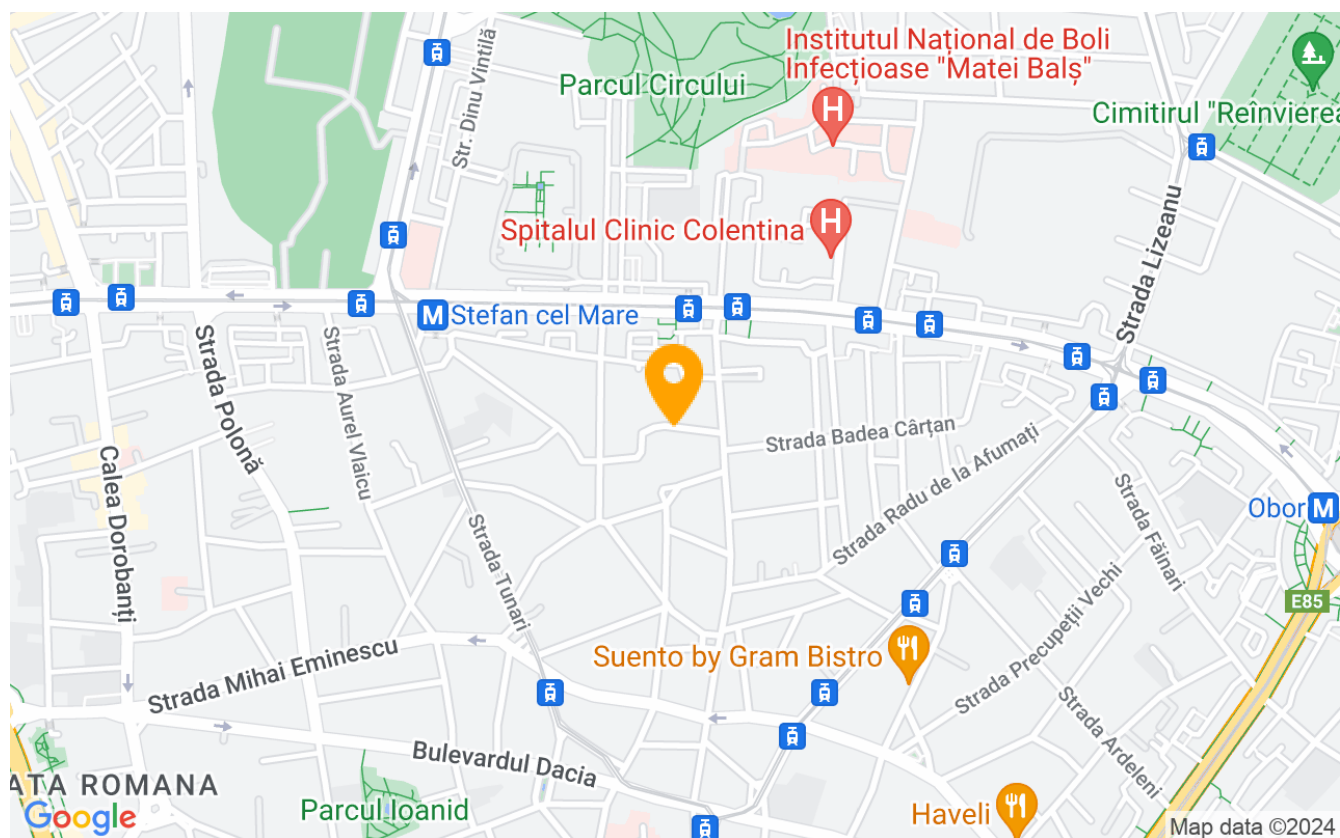 Institutul Național de Boli
Infecțioase "Matei Balș"
H
Parcul Circului
Str. Dinu Vintilă
Cimitirul "Reînvierea
Spitalul Clinic Colentina
H
Strada Lizeanu
M Stefan cel Mare
Strada Polonă
Strada Aurel Vlaicu
Calea Dorobanți
Strada Badea Cârțan
Strada Radu de la Afumați
Obor M
Strada Făinari
Strada Tunari
E85
Strada Precupeții Vechi
Suento by Gram Bistro
Strada Mihai Eminescu
Strada Ardeleni
Bulevardul Dacia
ATA ROMANA
Parcul Ioanid
Google
Haveli
Map data ©2024